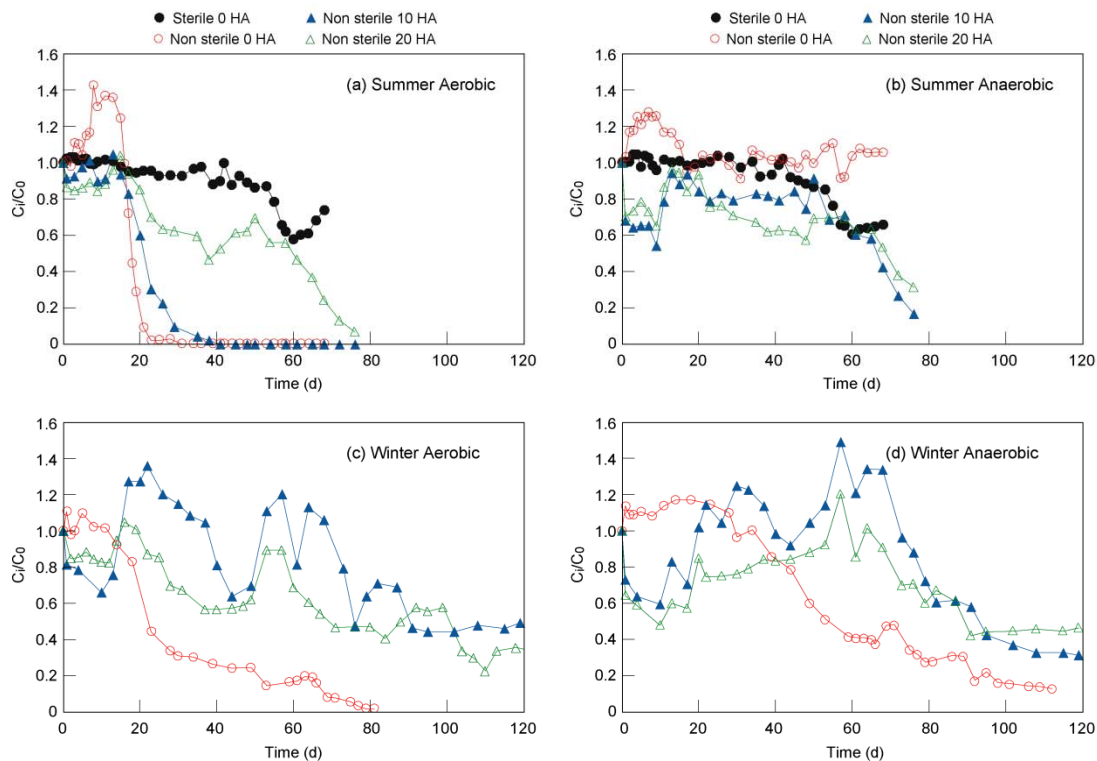 Sterile 0 HA Non sterile 10 HA
Non sterile 0 HA Non sterile 20 HA
1.6
1.4
1.2
1.0
0.8
0.6
0.4
0.2
0
Ci/C0
(a) Summer Aerobic
0 20 40 60 80 100 120
Time (d)
Sterile 0 HA Non sterile 10 HA
Non sterile 0 HA Non sterile 20 HA
1.6
1.4
1.2
1.0
0.8
0.6
0.4
0.2
0
Ci/C0
(b) Summer Anaerobic
0 20 40 60 80 100 120
Time (d)
1.6
1.4
1.2
1.0
0.8
0.6
0.4
0.2
0
Ci/C0
(c) Winter Aerobic
0 20 40 60 80 100 120
Time (d)
1.6
1.4
1.2
1.0
0.8
0.6
0.4
0.2
0
Ci/C0
(d) Winter Anaerobic
0 20 40 60 80 100 120
Time (d)